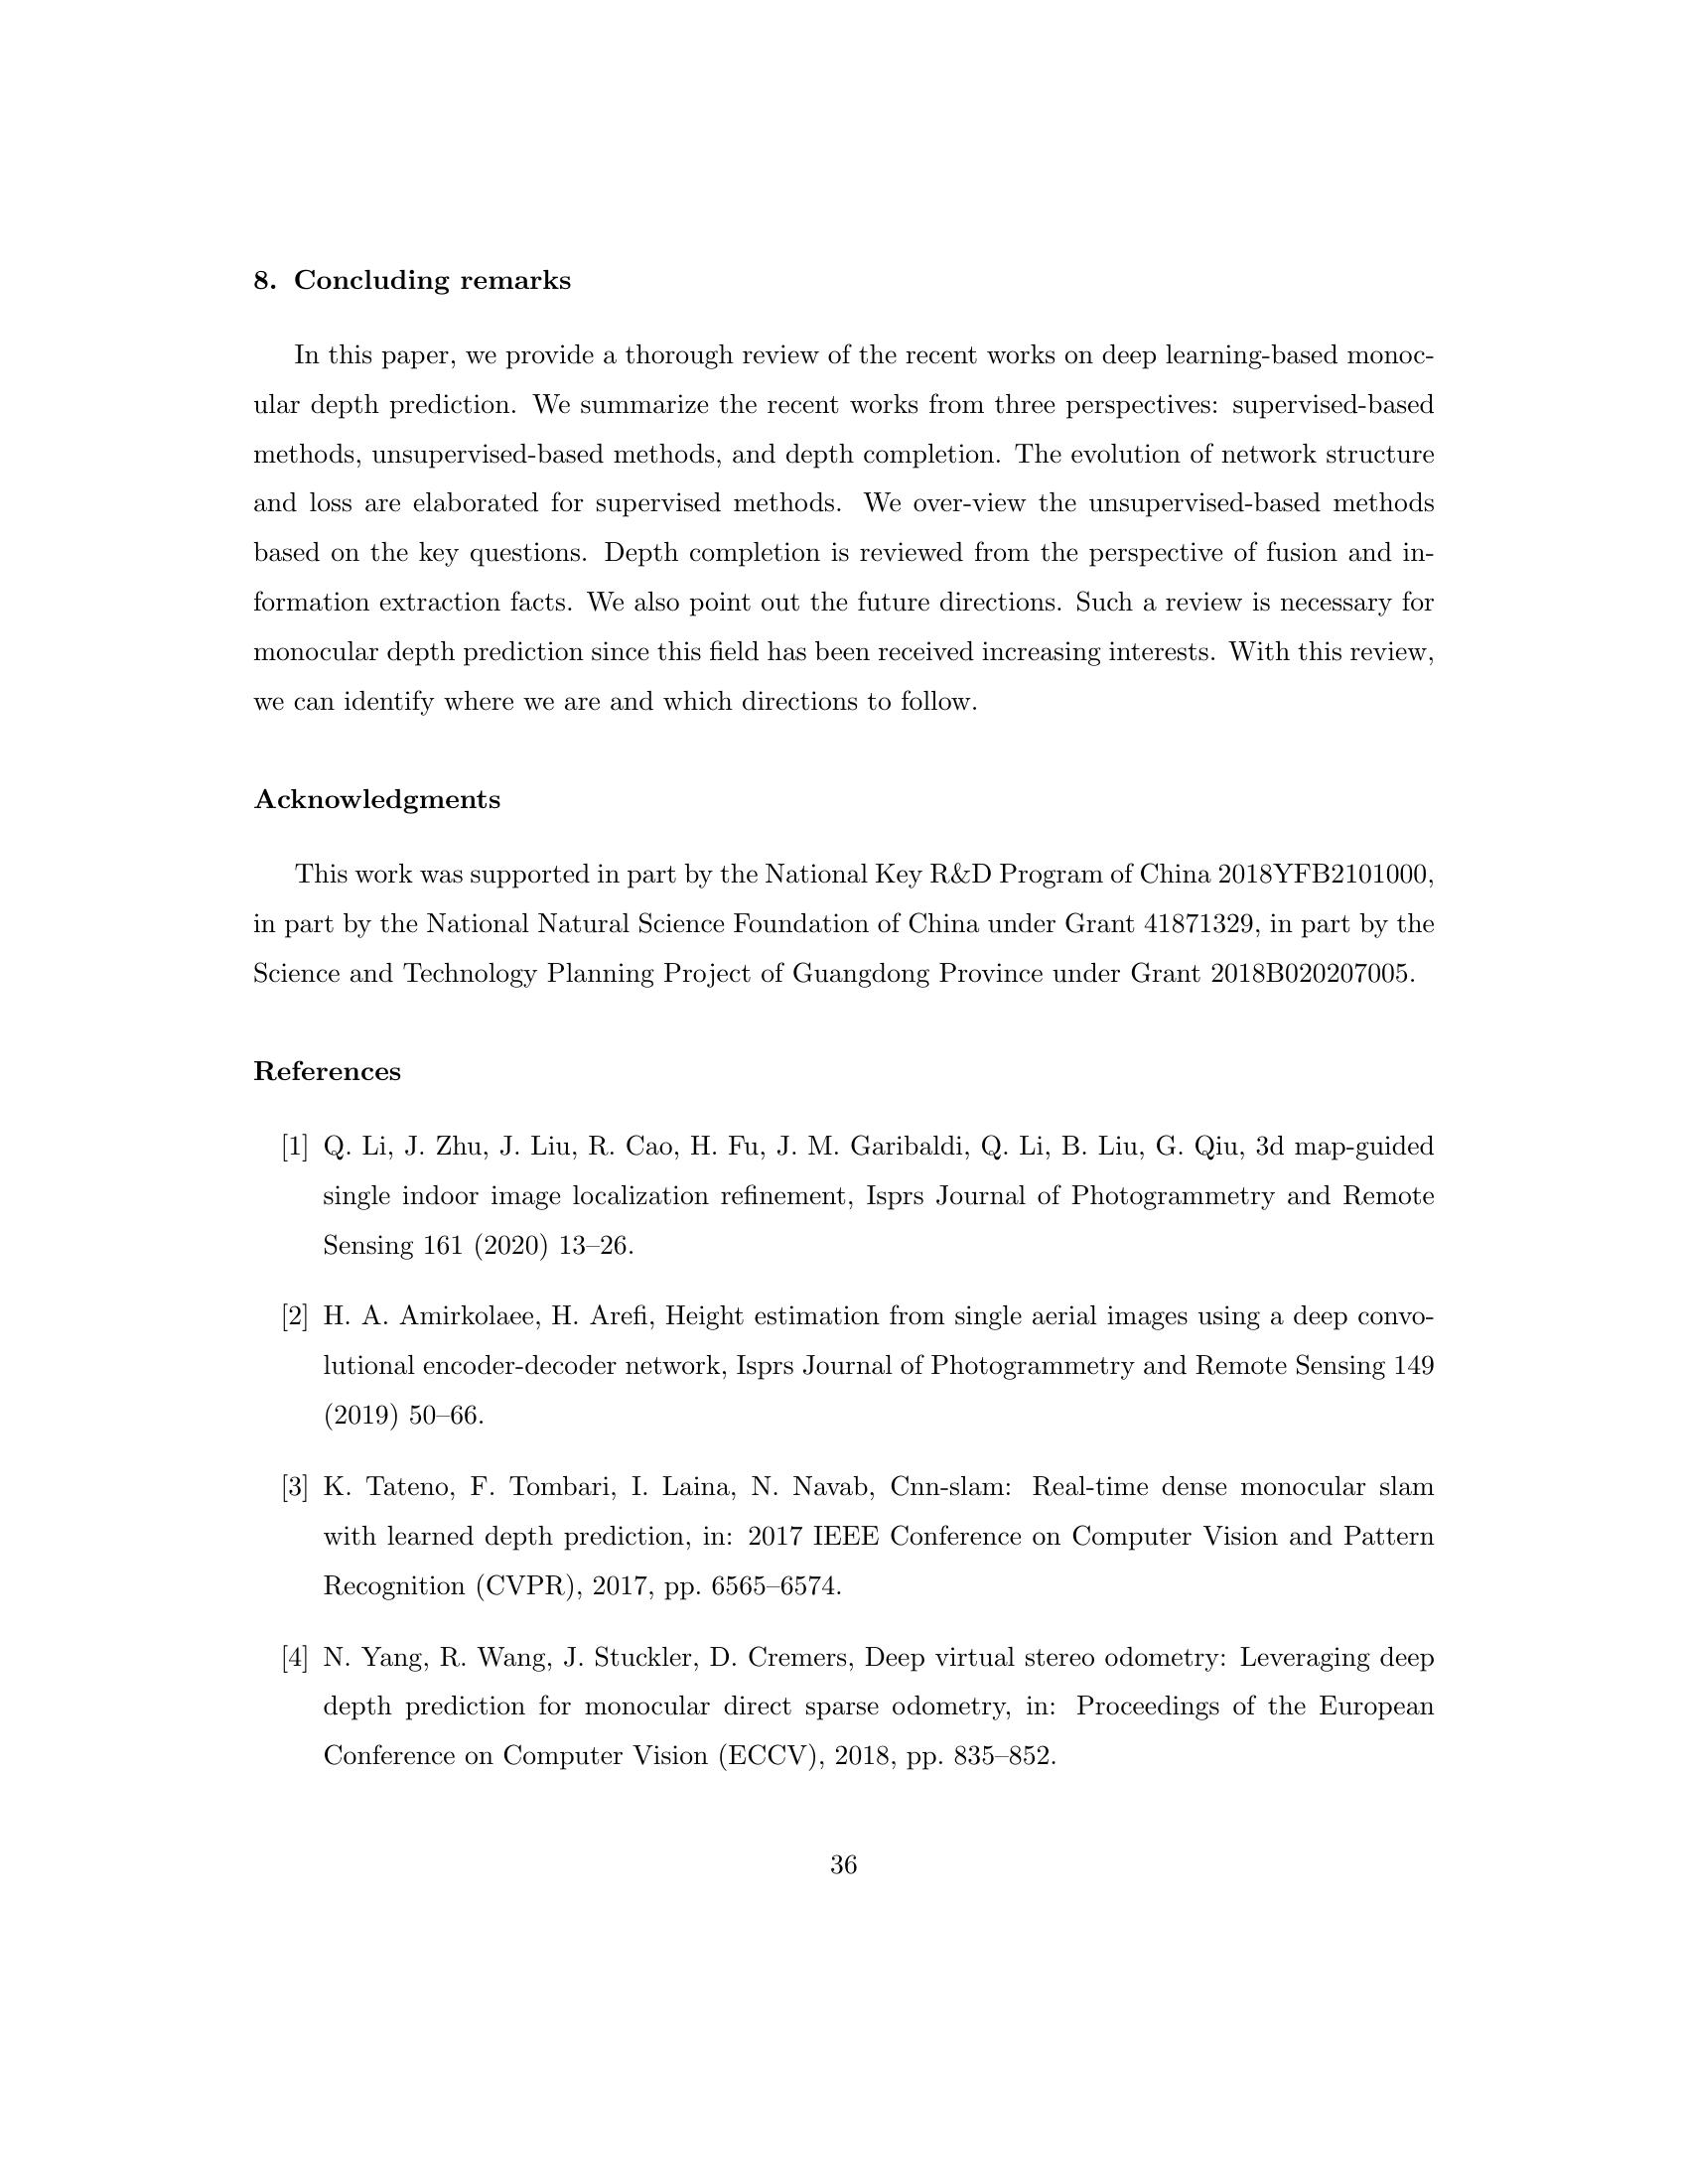 8. Concluding remarks
In this paper, we provide a thorough review of the recent works on deep learning-based monoc-
ular depth prediction. We summarize the recent works from three perspectives: supervised-based
methods, unsupervised-based methods, and depth completion. The evolution of network structure
and loss are elaborated for supervised methods. We over-view the unsupervised-based methods
based on the key questions. Depth completion is reviewed from the perspective of fusion and in-
formation extraction facts. We also point out the future directions. Such a review is necessary for
monocular depth prediction since this field has been received increasing interests. With this review,
we can identify where we are and which directions to follow.
Acknowledgments
This work was supported in part by the National Key R&D Program of China 2018YFB2101000,
in part by the National Natural Science Foundation of China under Grant 41871329, in part by the
Science and Technology Planning Project of Guangdong Province under Grant 2018B020207005.
References
[1] Q. Li, J. Zhu, J. Liu, R. Cao, H. Fu, J. M. Garibaldi, Q. Li, B. Liu, G. Qiu, 3d map-guided
single indoor image localization refinement, Isprs Journal of Photogrammetry and Remote
Sensing 161 (2020) 13–26.
[2] H. A. Amirkolaee, H. Arefi, Height estimation from single aerial images using a deep convo-
lutional encoder-decoder network, Isprs Journal of Photogrammetry and Remote Sensing 149
(2019) 50–66.
[3] K. Tateno, F. Tombari, I. Laina, N. Navab, Cnn-slam: Real-time dense monocular slam
with learned depth prediction, in: 2017 IEEE Conference on Computer Vision and Pattern
Recognition (CVPR), 2017, pp. 6565–6574.
[4] N. Yang, R. Wang, J. Stuckler, D. Cremers, Deep virtual stereo odometry: Leveraging deep
depth prediction for monocular direct sparse odometry, in: Proceedings of the European
Conference on Computer Vision (ECCV), 2018, pp. 835–852.
36